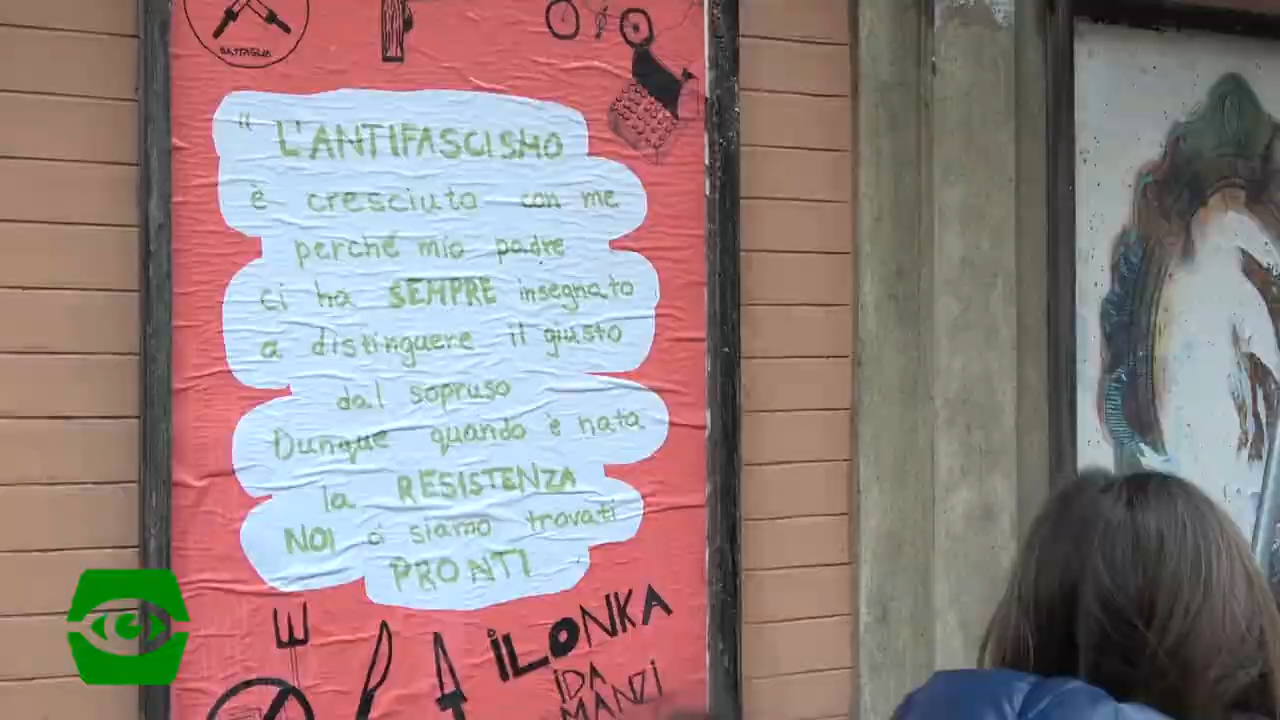 BATTAGLIA
" L'ANTIFASCISMO
è cresciuto con me
perché mio padre
ci ha SEMPRE insegnato
a distinguere il giusto
dal sopruso
Dunque quando è nata
la RESISTENZA
NOI ci siamo trovati
PRONTI
iLONKA
iDA
MANZI